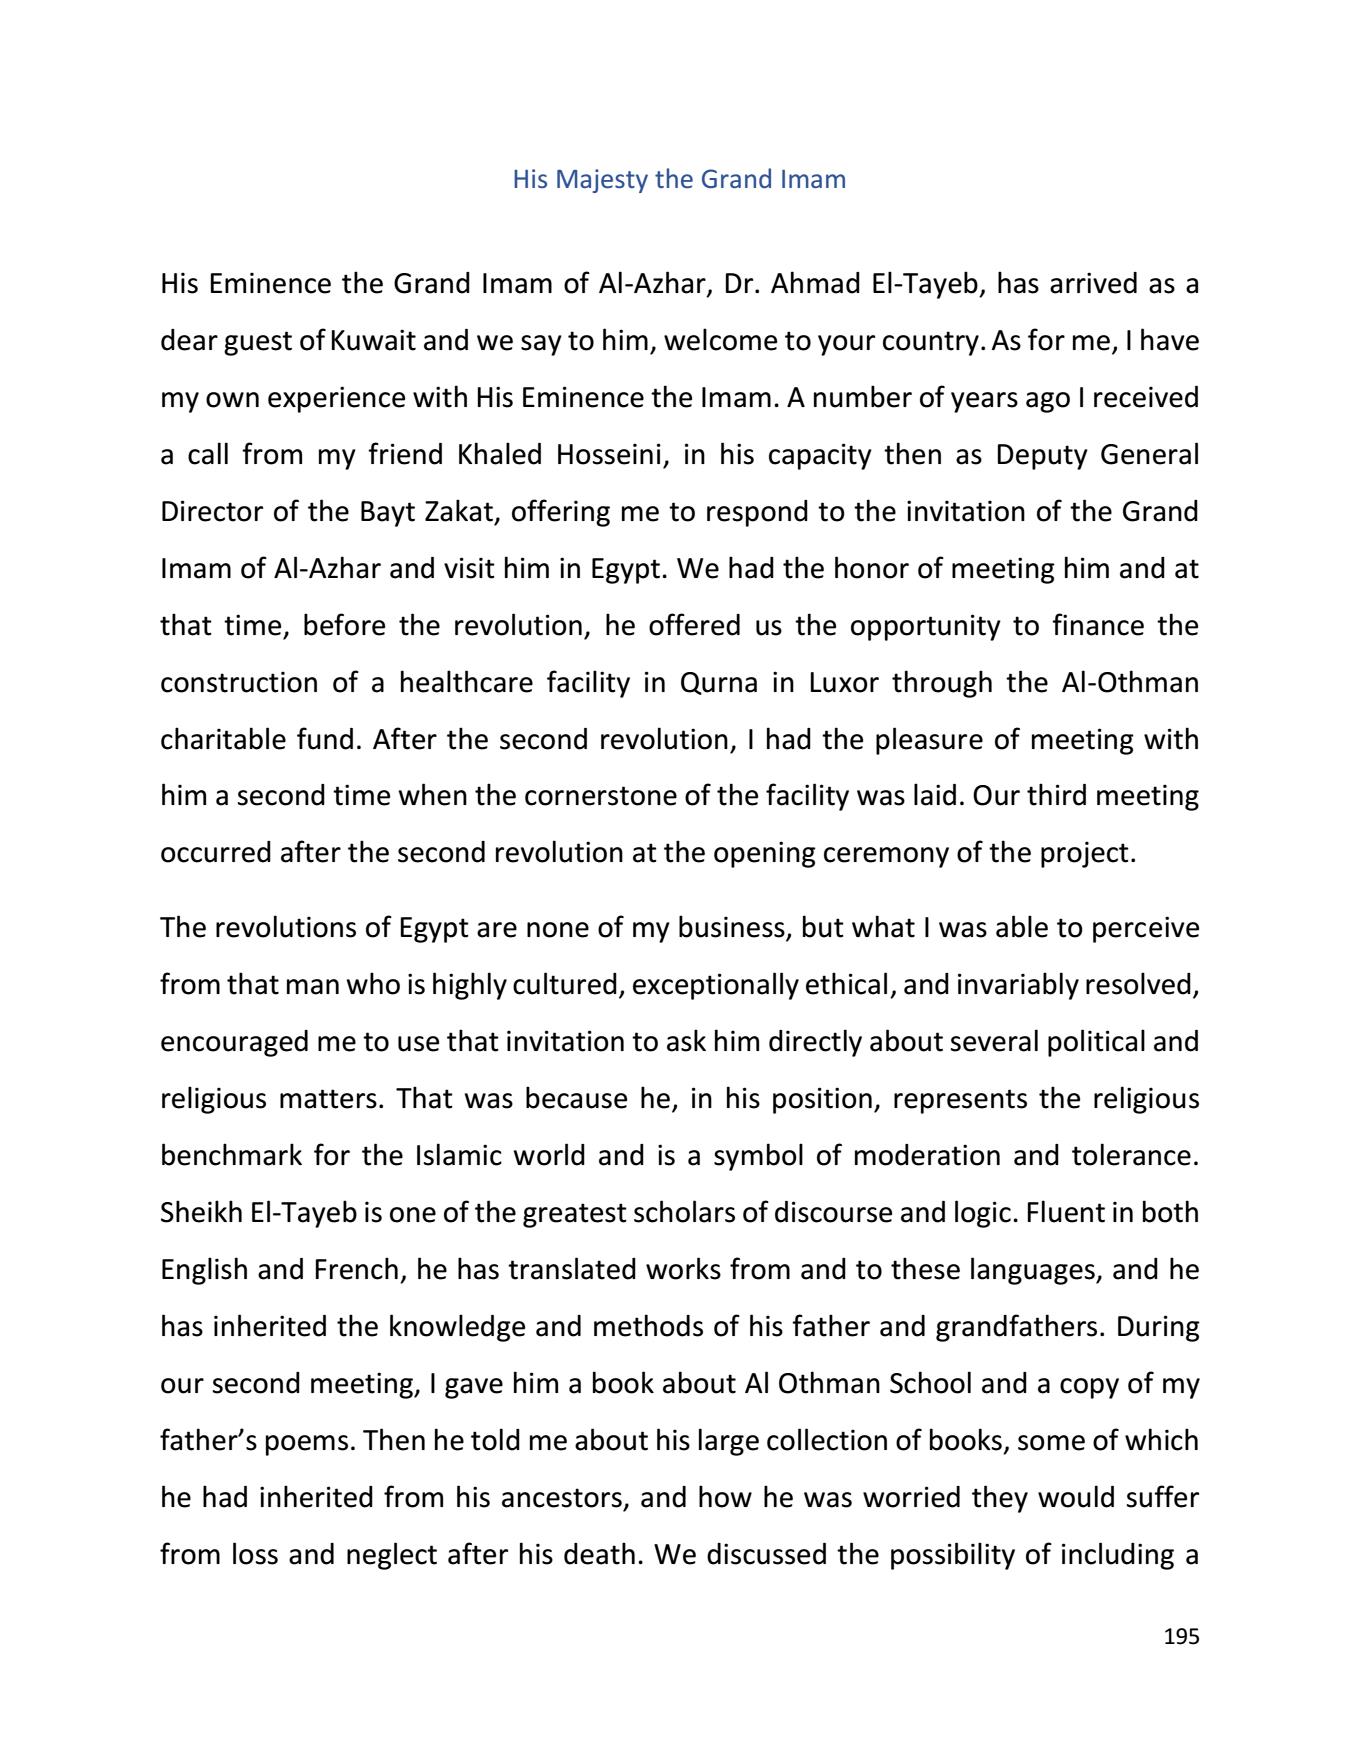 His Majesty the Grand Imam
His Eminence the Grand Imam of Al-Azhar, Dr. Ahmad El-Tayeb, has arrived as a
dear guest of Kuwait and we say to him, welcome to your country. As for me, I have
my own experience with His Eminence the Imam. A number of years ago I received
a call from my friend Khaled Hosseini, in his capacity then as Deputy General
Director of the Bayt Zakat, offering me to respond to the invitation of the Grand
Imam of Al-Azhar and visit him in Egypt. We had the honor of meeting him and at
that time, before the revolution, he offered us the opportunity to finance the
construction of a healthcare facility in Qurna in Luxor through the Al-Othman
charitable fund. After the second revolution, I had the pleasure of meeting with
him a second time when the cornerstone of the facility was laid. Our third meeting
occurred after the second revolution at the opening ceremony of the project.
The revolutions of Egypt are none of my business, but what I was able to perceive
from that man who is highly cultured, exceptionally ethical, and invariably resolved,
encouraged me to use that invitation to ask him directly about several political and
religious matters. That was because he, in his position, represents the religious
benchmark for the Islamic world and is a symbol of moderation and tolerance.
Sheikh El-Tayeb is one of the greatest scholars of discourse and logic. Fluent in both
English and French, he has translated works from and to these languages, and he
has inherited the knowledge and methods of his father and grandfathers. During
our second meeting, I gave him a book about Al Othman School and a copy of my
father’s poems. Then he told me about his large collection of books, some of which
he had inherited from his ancestors, and how he was worried they would suffer
from loss and neglect after his death. We discussed the possibility of including a
195